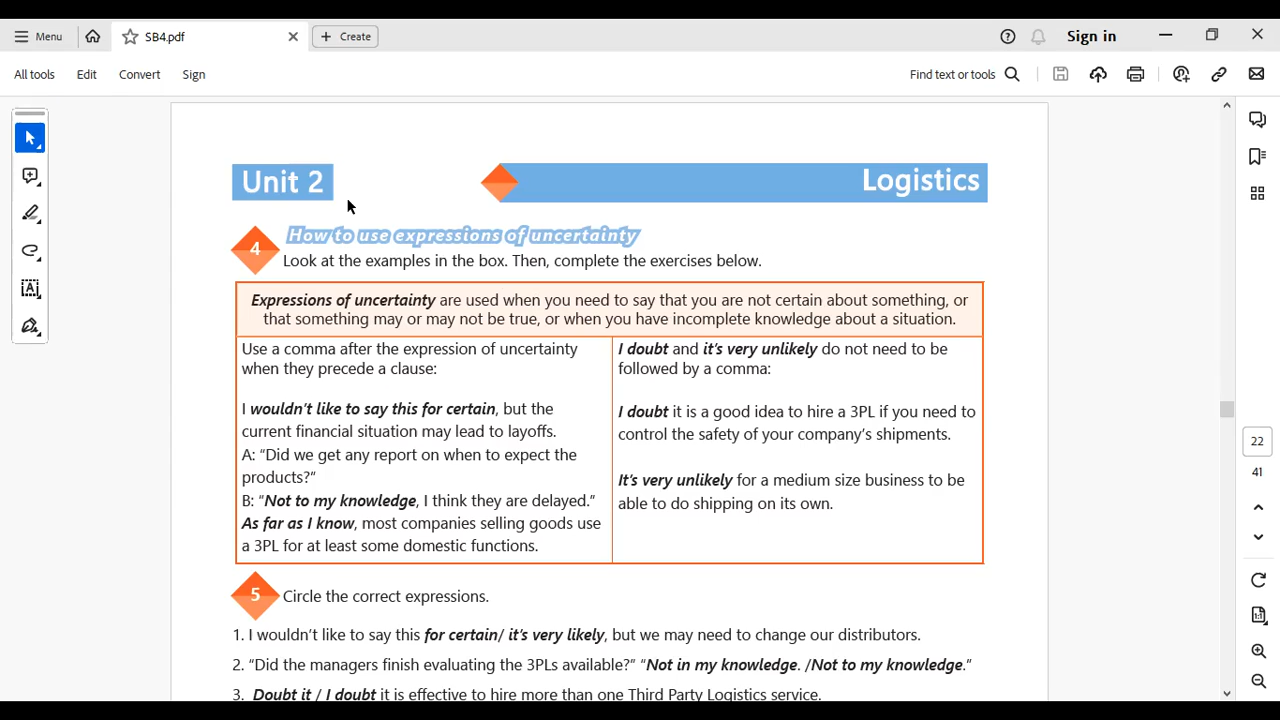 Menu
SB4.pdf
Create
Sign in
All tools
Edit
Convert
Sign
Find text or tools
Unit 2
Logistics
4
How to use expressions of uncertainty
Look at the examples in the box. Then, complete the exercises below.
Expressions of uncertainty are used when you need to say that you are not certain about something, or
that something may or may not be true, or when you have incomplete knowledge about a situation.
Use a comma after the expression of uncertainty
when they precede a clause:
I wouldn't like to say this for certain, but the
current financial situation may lead to layoffs.
A: "Did we get any report on when to expect the
products?"
B: "Not to my knowledge, I think they are delayed."
As far as I know, most companies selling goods use
a 3PL for at least some domestic functions.
I doubt and it's very unlikely do not need to be
followed by a comma:
I doubt it is a good idea to hire a 3PL if you need to
control the safety of your company's shipments.
It's very unlikely for a medium size business to be
able to do shipping on its own.
5
Circle the correct expressions.
1. I wouldn't like to say this for certain/ it's very likely, but we may need to change our distributors.
2. "Did the managers finish evaluating the 3PLs available?" "Not in my knowledge. /Not to my knowledge."
3. Doubt it / I doubt it is effective to hire more than one Third Party Logistics service.
22
41